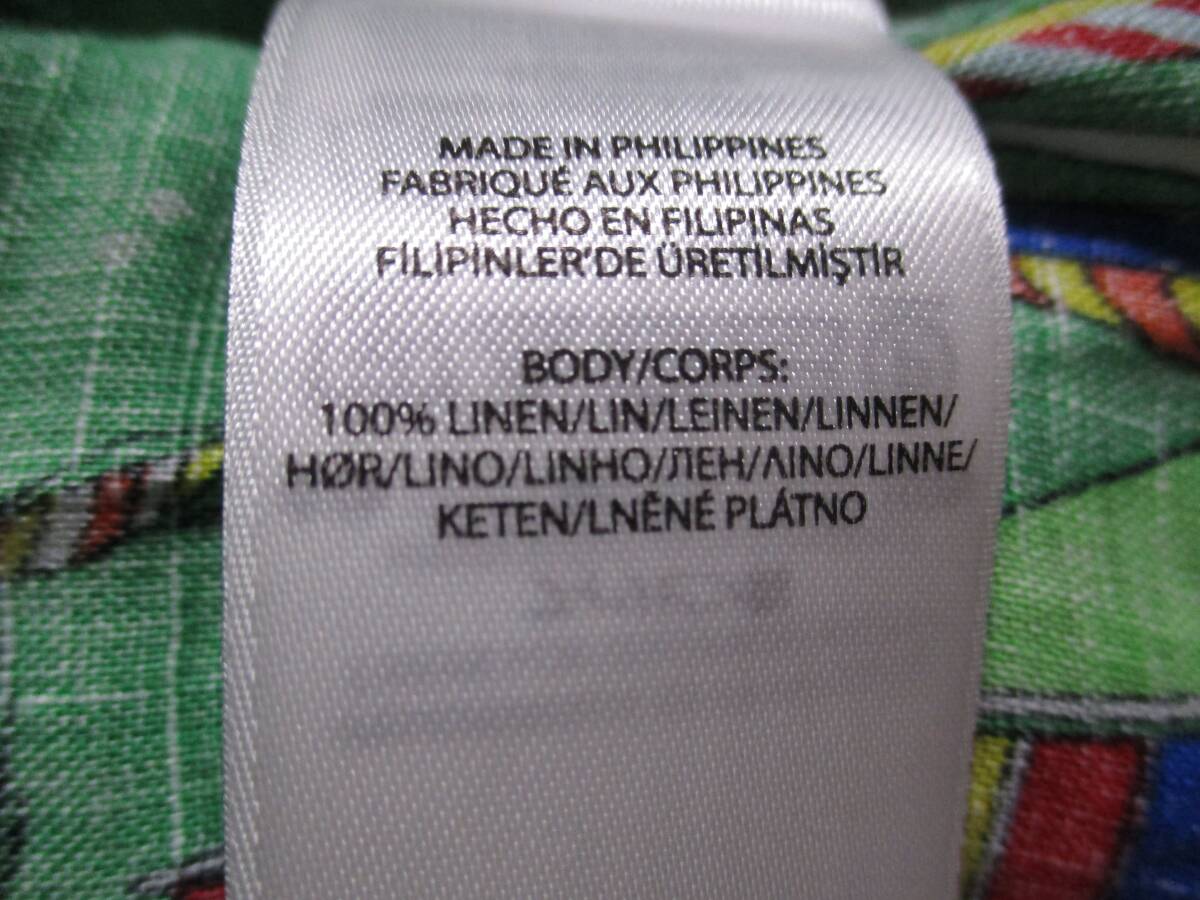 MADE IN PHILIPPINES
FABRIQUÉ AUX PHILIPPINES
HECHO EN FILIPINAS
FİLİPİNLER'DE ÜRETİLMİŞTİR
BODY/CORPS:
100% LINEN/LIN/LEINEN/LINNEN/
HØR/LINO/LINHO/ЛЕН/ΛΙΝΟ/LINNE/
KETEN/LNĚNÉ PLÁTNO